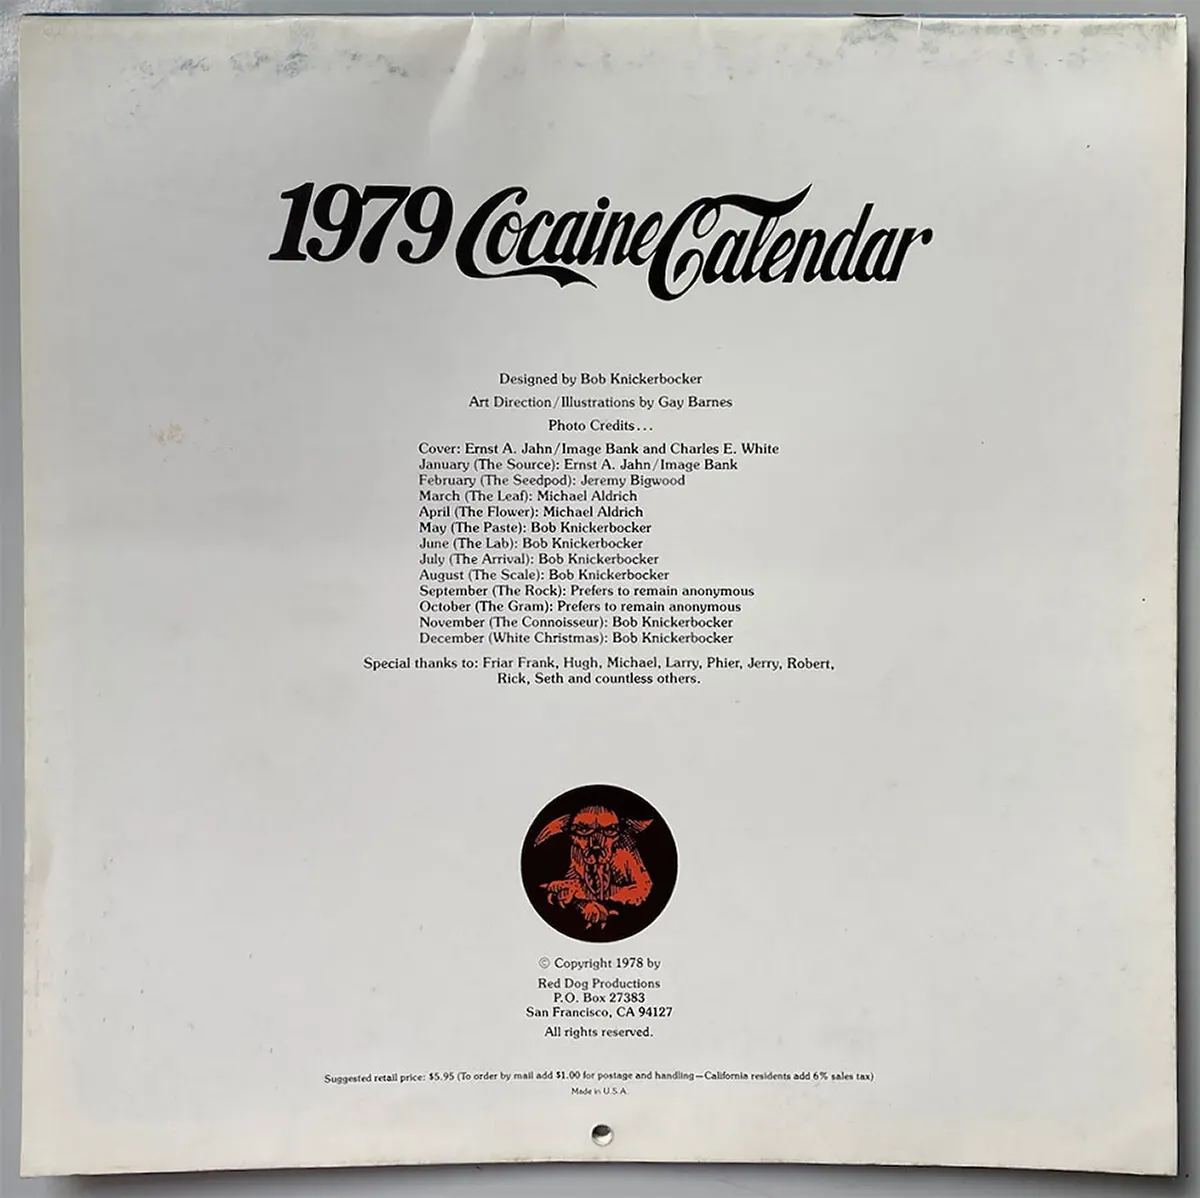 1979 Cocaine Calendar
Designed by Bob Knickerbocker
Art Direction/Illustrations by Gay Barnes
Photo Credits...
Cover: Ernst A. Jahn/Image Bank and Charles E. White
January (The Source): Ernst A. Jahn/Image Bank
February (The Seedpod): Jeremy Bigwood
March (The Leaf): Michael Aldrich
April (The Flower): Michael Aldrich
May (The Paste): Bob Knickerbocker
June (The Lab): Bob Knickerbocker
July (The Arrival): Bob Knickerbocker
August (The Scale): Bob Knickerbocker
September (The Rock): Prefers to remain anonymous
October (The Gram): Prefers to remain anonymous
November (The Connoisseur): Bob Knickerbocker
December (White Christmas): Bob Knickerbocker
Special thanks to: Friar Frank, Hugh, Michael, Larry, Phier, Jerry, Robert,
Rick, Seth and countless others.
© Copyright 1978 by
Red Dog Productions
P.O. Box 27383
San Francisco, CA 94127
All rights reserved.
Suggested retail price: $5.95 (To order by mail add $1.00 for postage and handling—California residents add 6% sales tax)
Made in U.S.A.